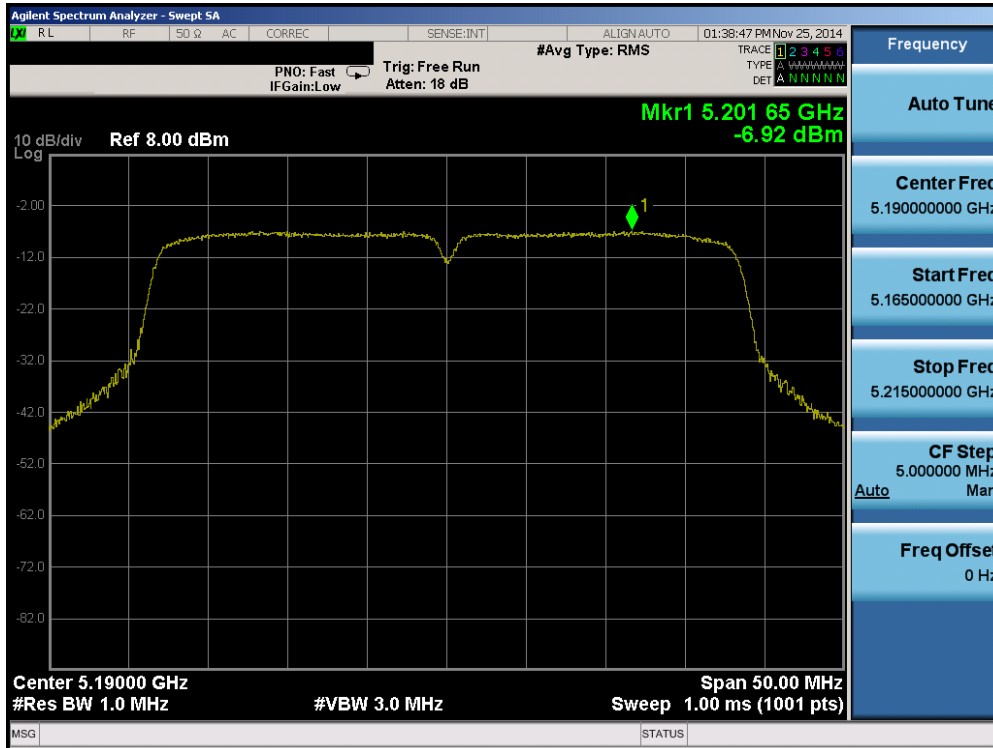 Agilent Spectrum Analyzer - Swept SA
LXI RL RF 50 Ω AC CORREC SENSE:INT ALIGN AUTO 01:38:47 PM Nov 25, 2014
#Avg Type: RMS
TRACE 1 2 3 4 5 6
TYPE A WWWWW
DET A N N N N N
PNO: Fast
IFGain:Low
Trig: Free Run
Atten: 18 dB
Mkr1 5.201 65 GHz
-6.92 dBm
10 dB/div
Log
Ref 8.00 dBm
1
-2.00
-12.0
-22.0
-32.0
-42.0
-52.0
-62.0
-72.0
-82.0
Center 5.19000 GHz
Span 50.00 MHz
#Res BW 1.0 MHz
#VBW 3.0 MHz
Sweep 1.00 ms (1001 pts)
MSG
STATUS
Frequency
Auto Tune
Center Freq
5.190000000 GHz
Start Freq
5.165000000 GHz
Stop Freq
5.215000000 GHz
CF Step
5.000000 MHz
Auto Man
Freq Offset
0 Hz